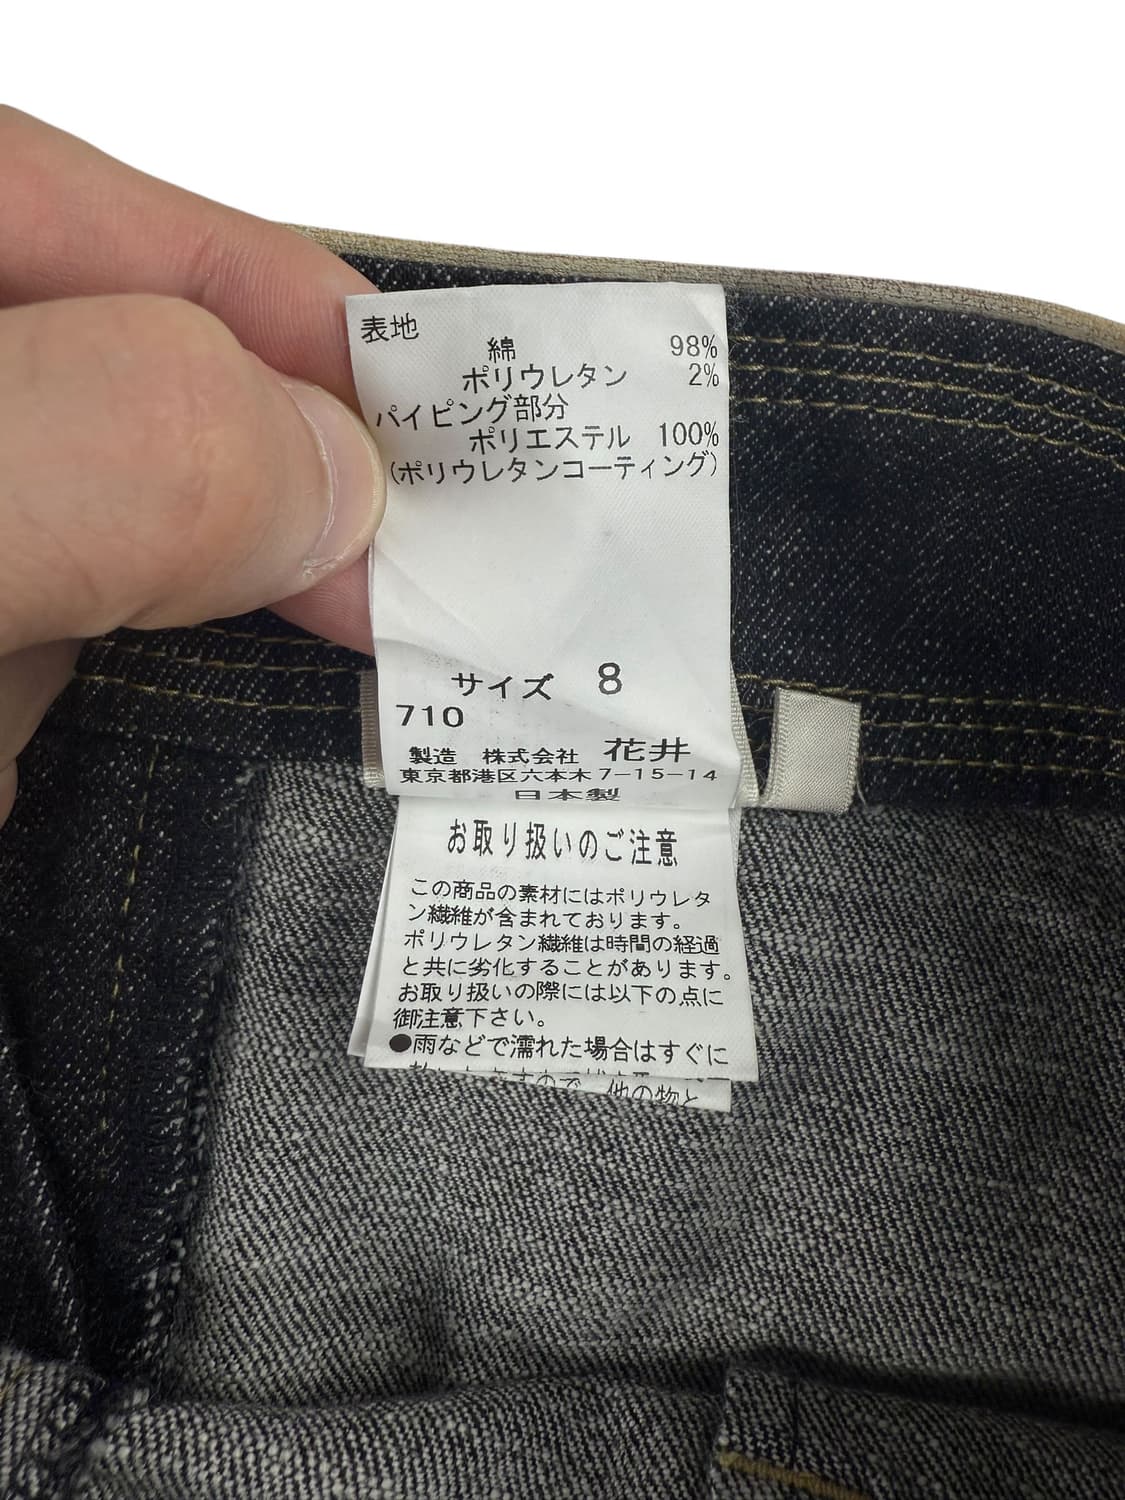 表地
綿 98%
ポリウレタン 2%
パイピング部分
ポリエステル 100%
(ポリウレタンコーティング)
サイズ 8
710
製造 株式会社 花井
東京都港区六本木7-15-14
日本製
お取り扱いのご注意
この商品の素材にはポリウレタ
ン繊維が含まれております。
ポリウレタン繊維は時間の経過
と共に劣化することがあります。
お取り扱いの際には以下の点に
御注意下さい。
●雨などで濡れた場合はすぐに
ますので、他の物と